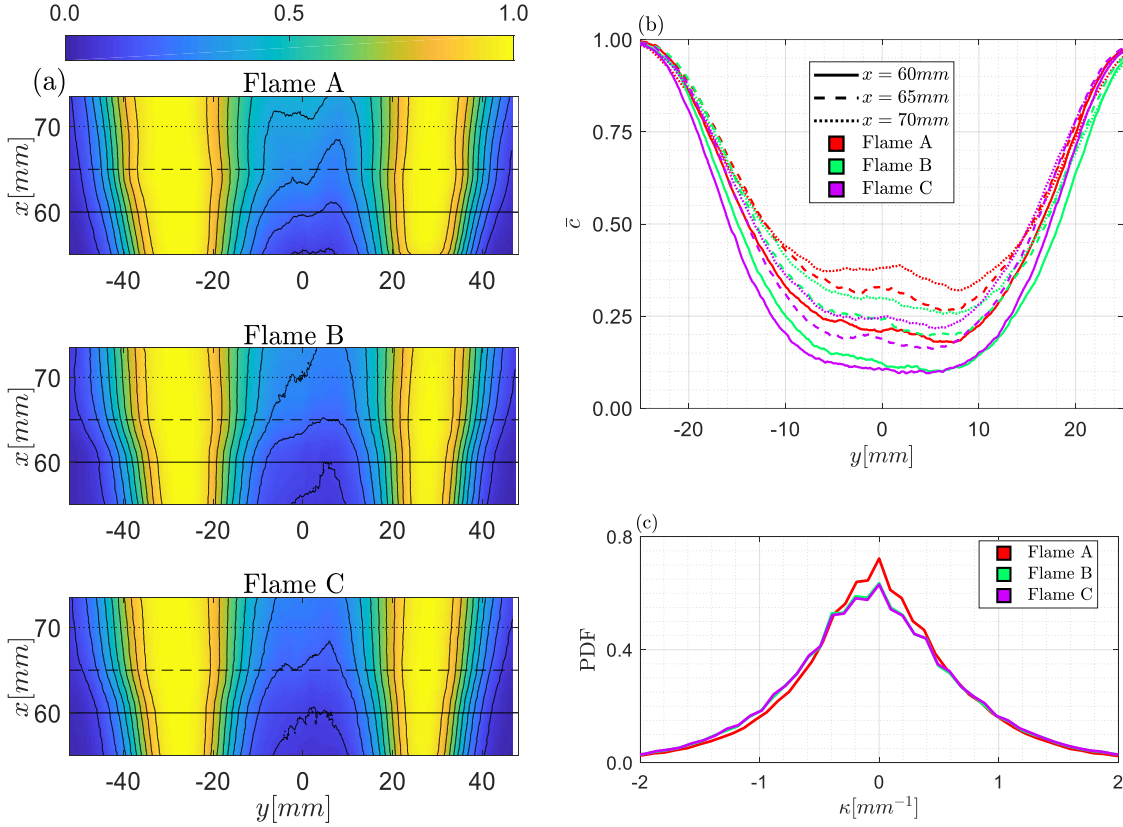 0.0 0.5 1.0
(a)
Flame A
70
60
x[mm]
-40 -20 0 20 40
Flame B
70
60
x[mm]
-40 -20 0 20 40
Flame C
70
60
x[mm]
-40 -20 0 20 40
y[mm]
(b)
1.00
0.75
0.50
0.25
0.00
c̄
x = 60mm
x = 65mm
x = 70mm
Flame A
Flame B
Flame C
-20 -10 0 10 20
y[mm]
(c)
0.8
0.4
0.0
PDF
Flame A
Flame B
Flame C
-2 -1 0 1 2
κ[mm⁻¹]